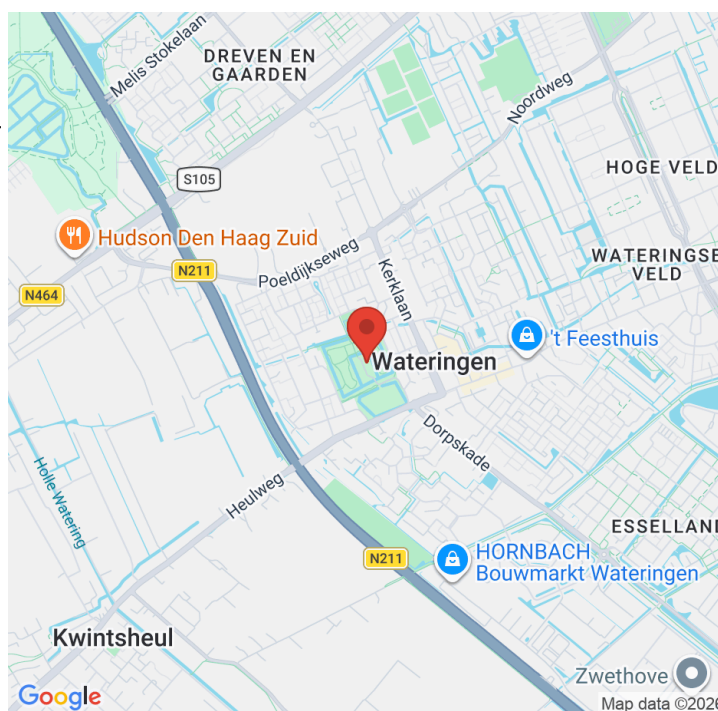 Melis Stokelaan
DREVEN EN
GAARDEN
Noordweg
S105
HOGE VELD
Hudson Den Haag Zuid
Poeldijkseweg
Kerklaan
WATERINGSE
VELD
N211
N464
't Feesthuis
Wateringen
Dorpskade
Holle Watering
Heulweg
ESSELLAN
N211
HORNBACH
Bouwmarkt Wateringen
Kwintsheul
Zwethove
Google
Map data ©2026